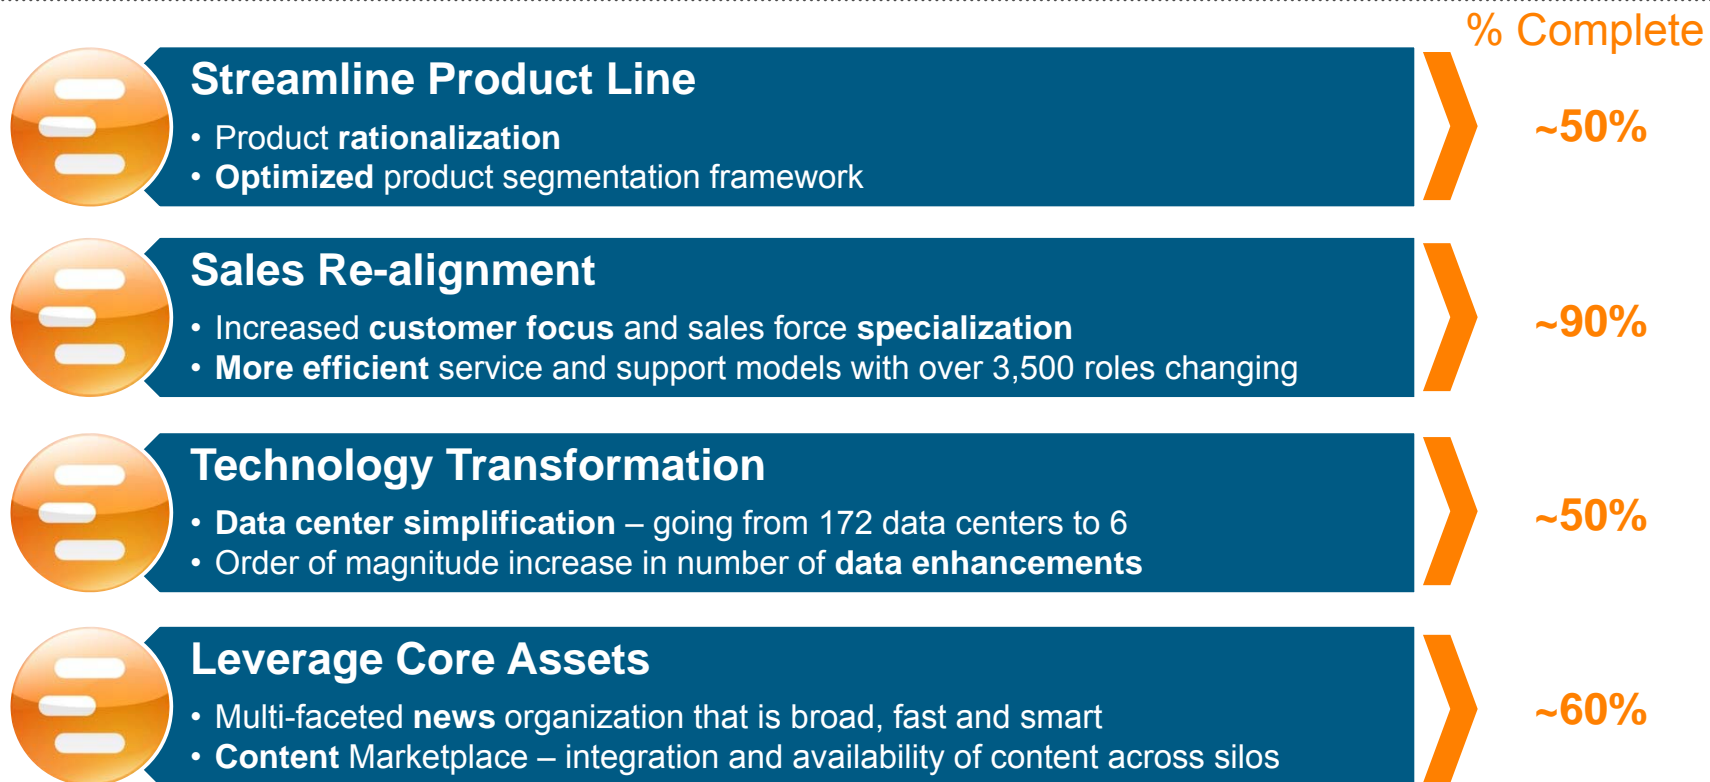 % Complete
Streamline Product Line
• Product rationalization
• Optimized product segmentation framework
~50%
Sales Re-alignment
• Increased customer focus and sales force specialization
• More efficient service and support models with over 3,500 roles changing
~90%
Technology Transformation
• Data center simplification – going from 172 data centers to 6
• Order of magnitude increase in number of data enhancements
~50%
Leverage Core Assets
• Multi-faceted news organization that is broad, fast and smart
• Content Marketplace – integration and availability of content across silos
~60%